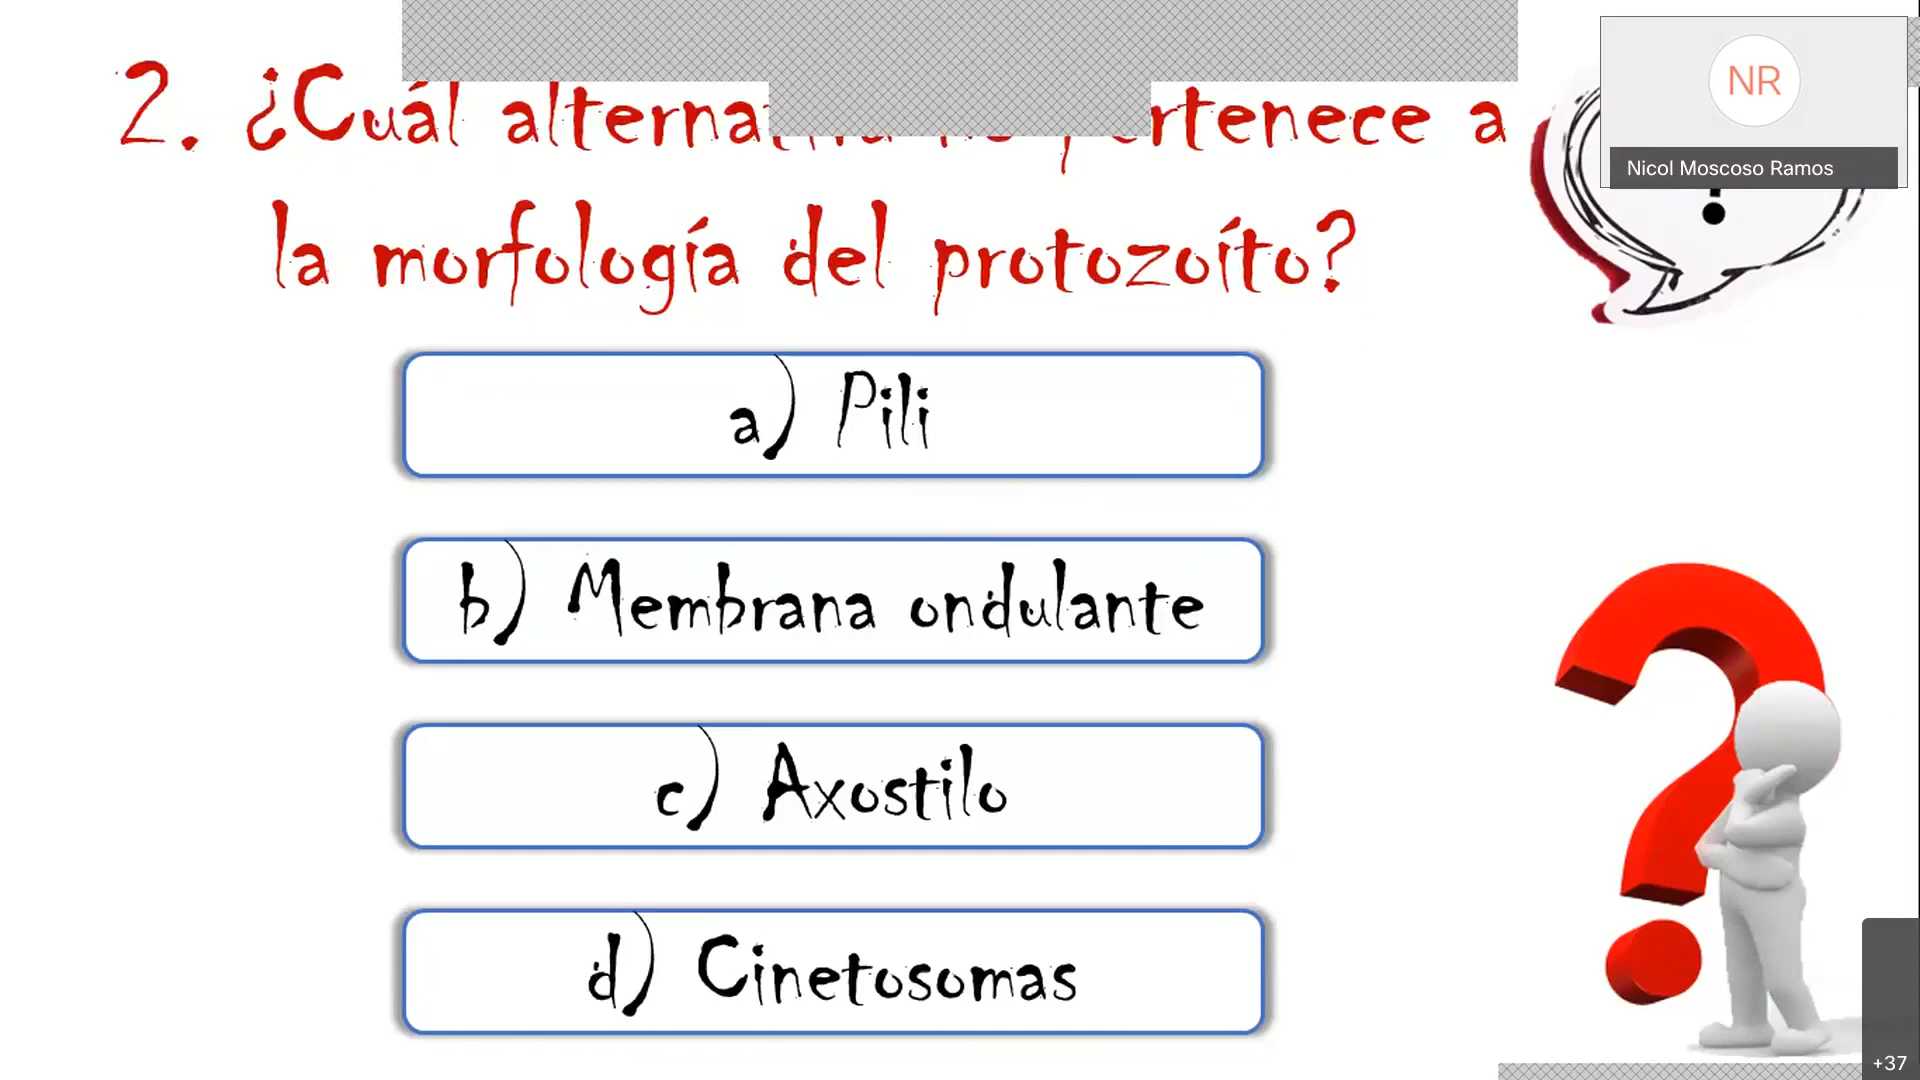 2. ¿Cuál alterna rtenece a
la morfología del protozoíto?
a) Pili
b) Membrana ondulante
c) Axostilo
d) Cinetosomas
NR
Nicol Moscoso Ramos
+37